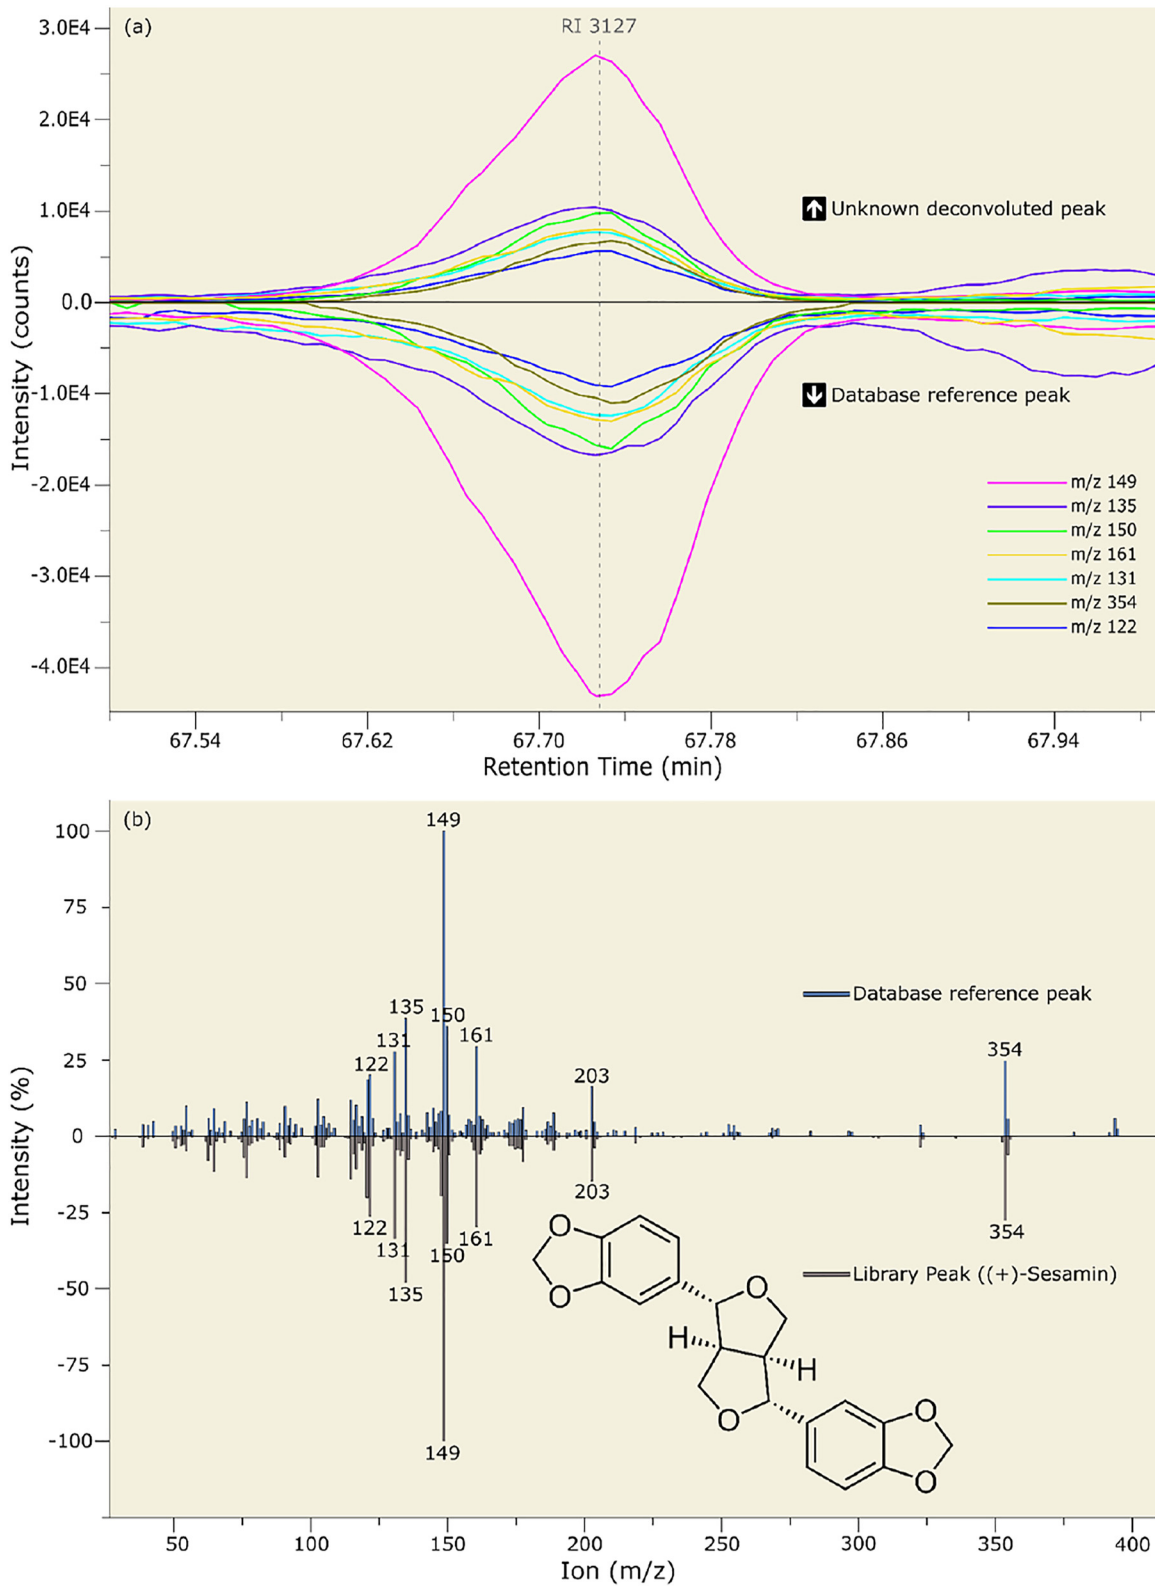 (a)
RI 3127
3.0E4
2.0E4
1.0E4
0.0
-1.0E4
-2.0E4
-3.0E4
-4.0E4
Intensity (counts)
Unknown deconvoluted peak
Database reference peak
m/z 149
m/z 135
m/z 150
m/z 161
m/z 131
m/z 354
m/z 122
67.54 67.62 67.70 67.78 67.86 67.94
Retention Time (min)
(b)
100
75
50
25
0
-25
-50
-75
-100
Intensity (%)
149
135
150
131
161
122
203
354
Database reference peak
122
131
150
161
135
149
203
354
Library Peak ((+)-Sesamin)
O
O
O
H
H
O
O
O
50 100 150 200 250 300 350 400
Ion (m/z)